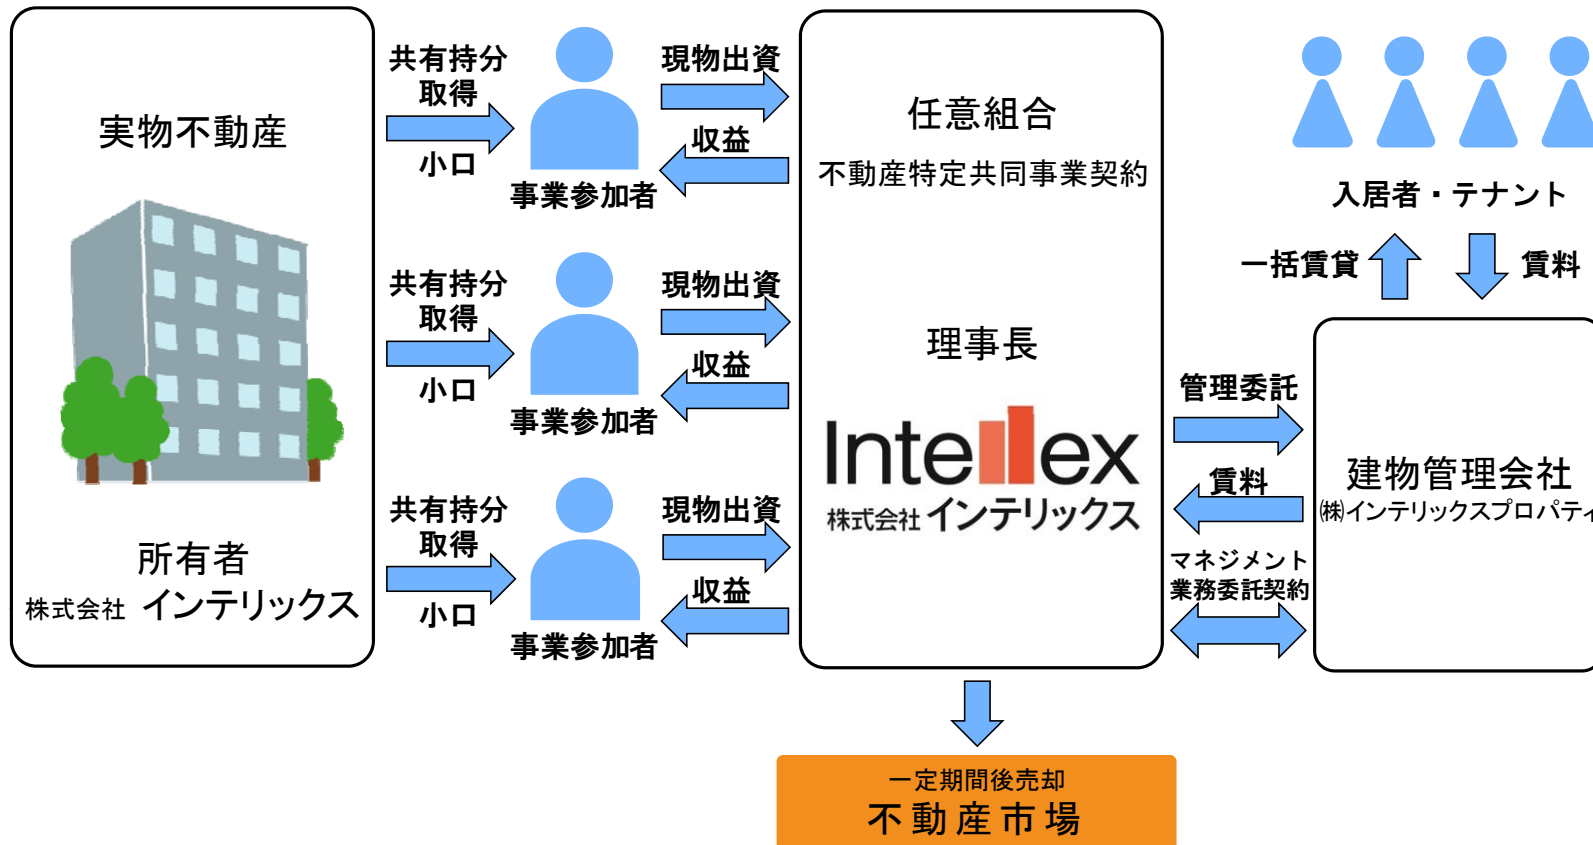 実物不動産
所有者
株式会社 インテリックス
共有持分
取得
小口
事業参加者
現物出資
収益
共有持分
取得
小口
事業参加者
現物出資
収益
共有持分
取得
小口
事業参加者
現物出資
収益
任意組合
不動産特定共同事業契約
理事長
Intellex
株式会社インテリックス
入居者・テナント
一括賃貸
賃料
管理委託
賃料
マネジメント
業務委託契約
建物管理会社
㈱インテリックスプロパティ
一定期間後売却
不動産市場